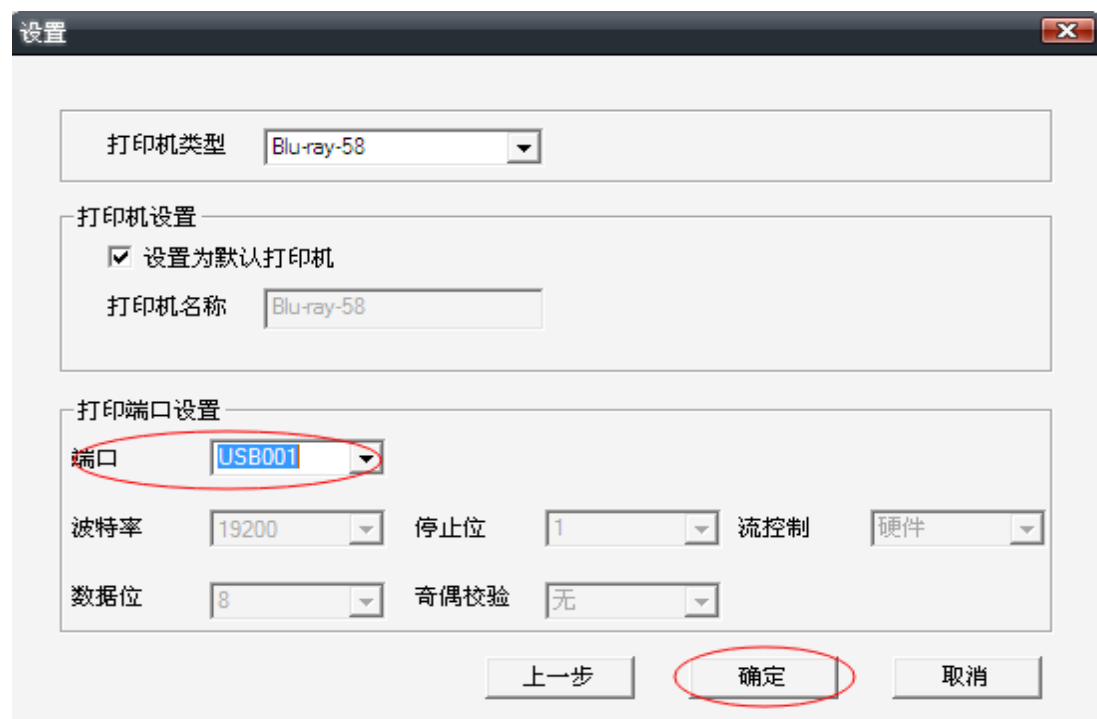 设置
打印机类型 Blu-ray-58
打印机设置
设置为默认打印机
打印机名称 Blu-ray-58
打印端口设置
端口 USB001
波特率 19200 停止位 1 流控制 硬件
数据位 8 奇偶校验 无
上一步 确定 取消